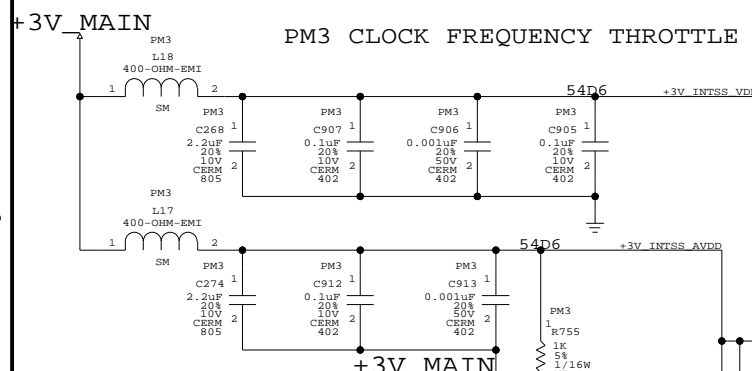 +3V_MAIN
PM3 CLOCK FREQUENCY THROTTLE
PM3
L18
400-OHM-EMI
1 2
SM
54D6
+3V_INTSS_VD
PM3
C268
1
2.2uF
20%
10V
CERM
805
2
PM3
C907
1
0.1uF
20%
10V
CERM
402
2
PM3
C906
1
0.001uF
20%
50V
CERM
402
2
PM3
C905
1
0.1uF
20%
10V
CERM
402
2
PM3
L17
400-OHM-EMI
1 2
SM
54D6
+3V_INTSS_AVDD
PM3
C274
1
2.2uF
20%
10V
CERM
805
2
PM3
C912
1
0.1uF
20%
10V
CERM
402
2
PM3
C913
1
0.001uF
20%
50V
CERM
402
2
PM3
1
R755
1K
5%
1/16W
+3V_MAIN